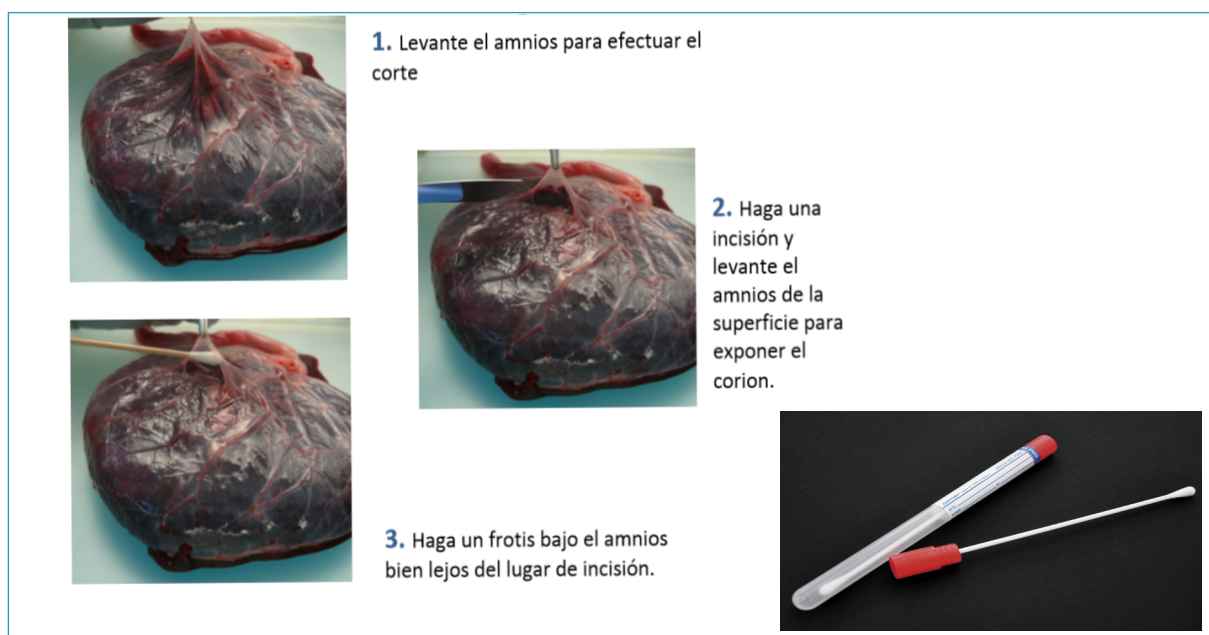 1. Levante el amnios para efectuar el
corte
2. Haga una
incisión y
levante el
amnios de la
superficie para
exponer el
corion.
3. Haga un frotis bajo el amnios
bien lejos del lugar de incisión.